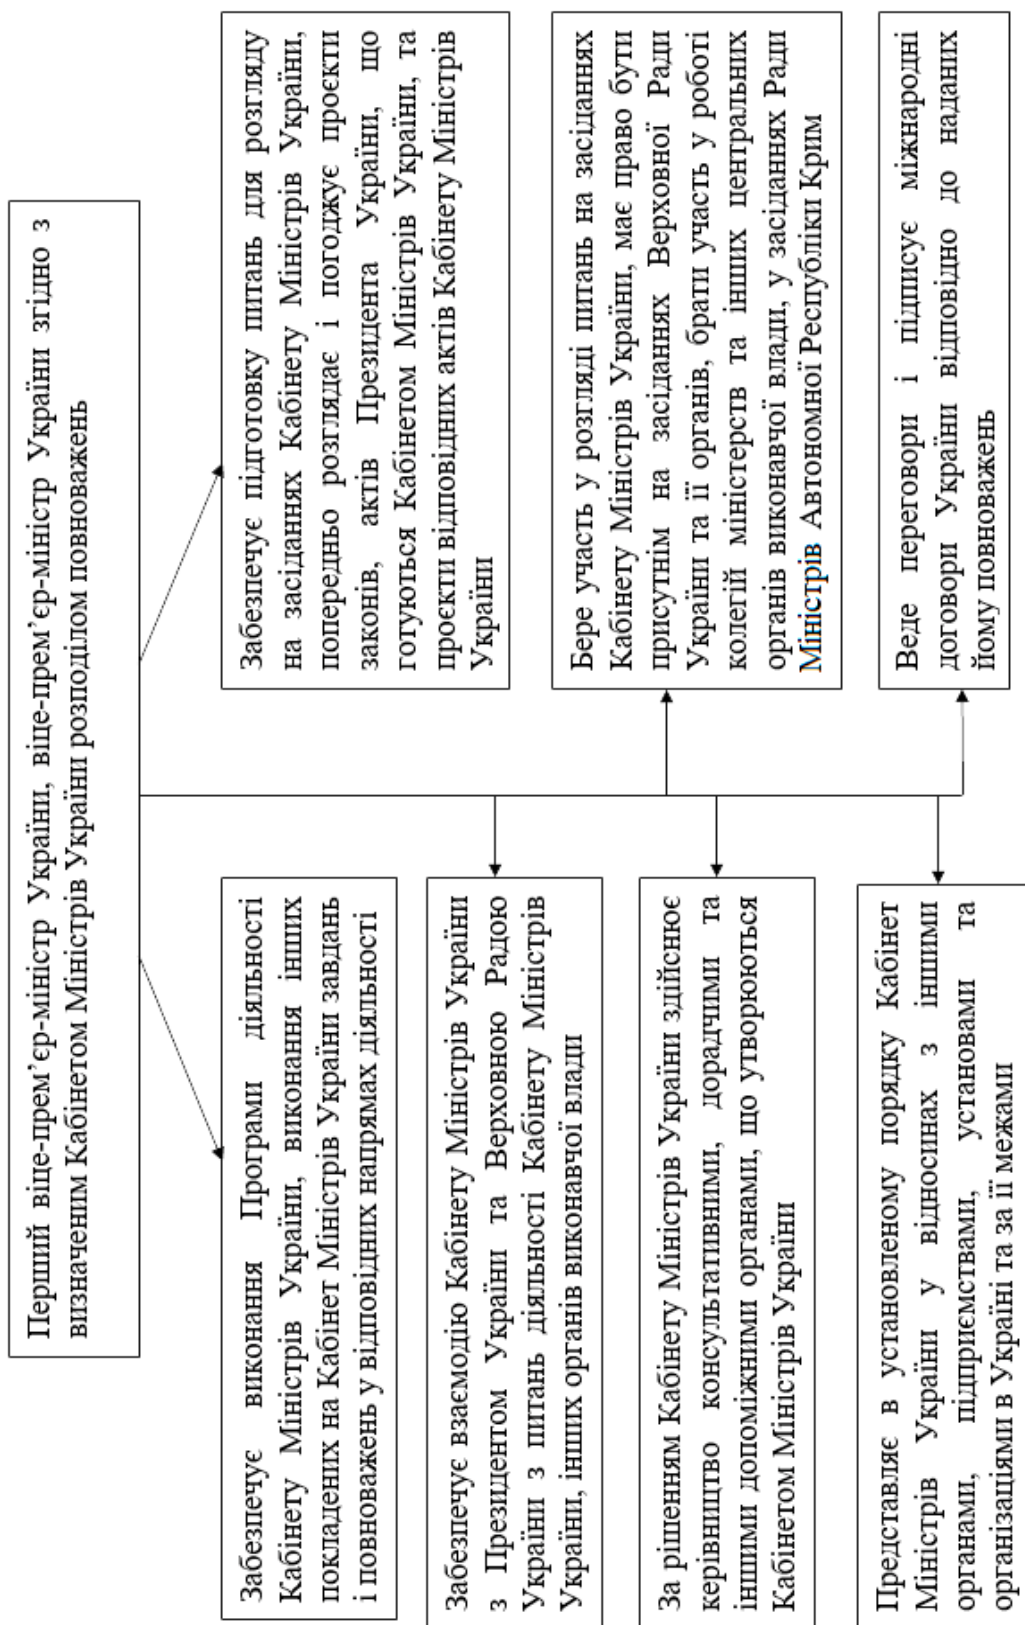 Перший віце-прем’єр-міністр України, віце-прем’єр-міністр України згідно з
визначеним Кабінетом Міністрів України розподілом повноважень
Забезпечує виконання Програми діяльності
Кабінету Міністрів України, виконання інших
покладених на Кабінет Міністрів України завдань
і повноважень у відповідних напрямах діяльності
Забезпечує підготовку питань для розгляду
на засіданнях Кабінету Міністрів України,
попередньо розглядає і погоджує проєкти
законів, актів Президента України, що
готуються Кабінетом Міністрів України, та
проєкти відповідних актів Кабінету Міністрів
України
Забезпечує взаємодію Кабінету Міністрів України
з Президентом України та Верховною Радою
України з питань діяльності Кабінету Міністрів
України, інших органів виконавчої влади
Бере участь у розгляді питань на засіданнях
Кабінету Міністрів України, має право бути
присутнім на засіданнях Верховної Ради
України та її органів, брати участь у роботі
колегій міністерств та інших центральних
органів виконавчої влади, у засіданнях Ради
Міністрів Автономної Республіки Крим
За рішенням Кабінету Міністрів України здійснює
керівництво консультативними, дорадчими та
іншими допоміжними органами, що утворюються
Кабінетом Міністрів України
Веде переговори і підписує міжнародні
договори України відповідно до наданих
йому повноважень
Представляє в установленому порядку Кабінет
Міністрів України у відносинах з іншими
органами, підприємствами, установами та
організаціями в Україні та за її межами